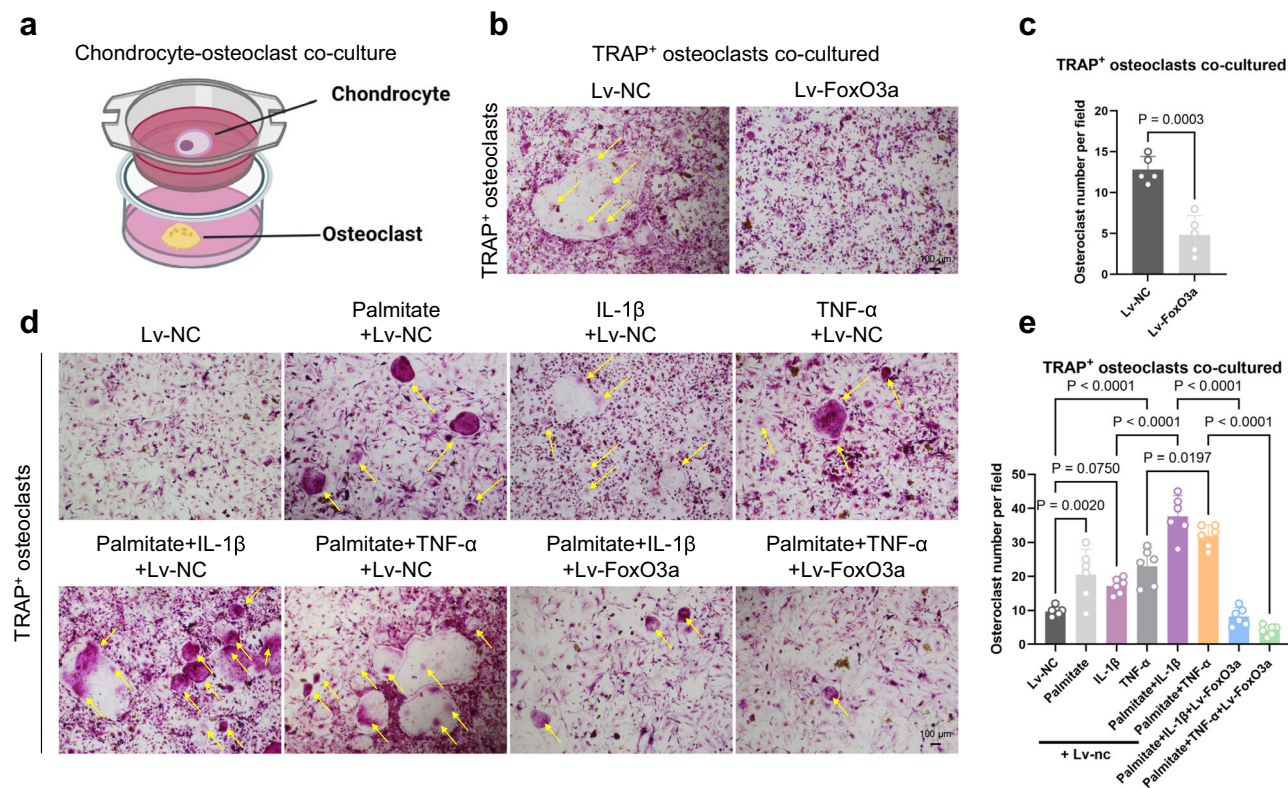 a
Chondrocyte-osteoclast co-culture
Chondrocyte
Osteoclast
b
TRAP⁺ osteoclasts co-cultured
Lv-NC
Lv-FoxO3a
TRAP⁺ osteoclasts
100 μm
c
TRAP⁺ osteoclasts co-cultured
P = 0.0003
Osteroclast number per field
20
15
10
5
0
Lv-NC
Lv-FoxO3a
d
Lv-NC
Palmitate
+Lv-NC
IL-1β
+Lv-NC
TNF-α
+Lv-NC
TRAP⁺ osteoclasts
Palmitate+IL-1β
+Lv-NC
Palmitate+TNF-α
+Lv-NC
Palmitate+IL-1β
+Lv-FoxO3a
Palmitate+TNF-α
+Lv-FoxO3a
100 μm
e
TRAP⁺ osteoclasts co-cultured
P < 0.0001
P < 0.0001
P < 0.0001
P < 0.0001
P = 0.0750
P = 0.0197
P = 0.0020
Osteroclast number per field
50
40
30
20
10
0
Lv-NC
Palmitate
IL-1β
TNF-α
Palmitate+IL-1β
Palmitate+TNF-α
Palmitate+IL-1β+Lv-FoxO3a
Palmitate+TNF-α+Lv-FoxO3a
+ Lv-nc